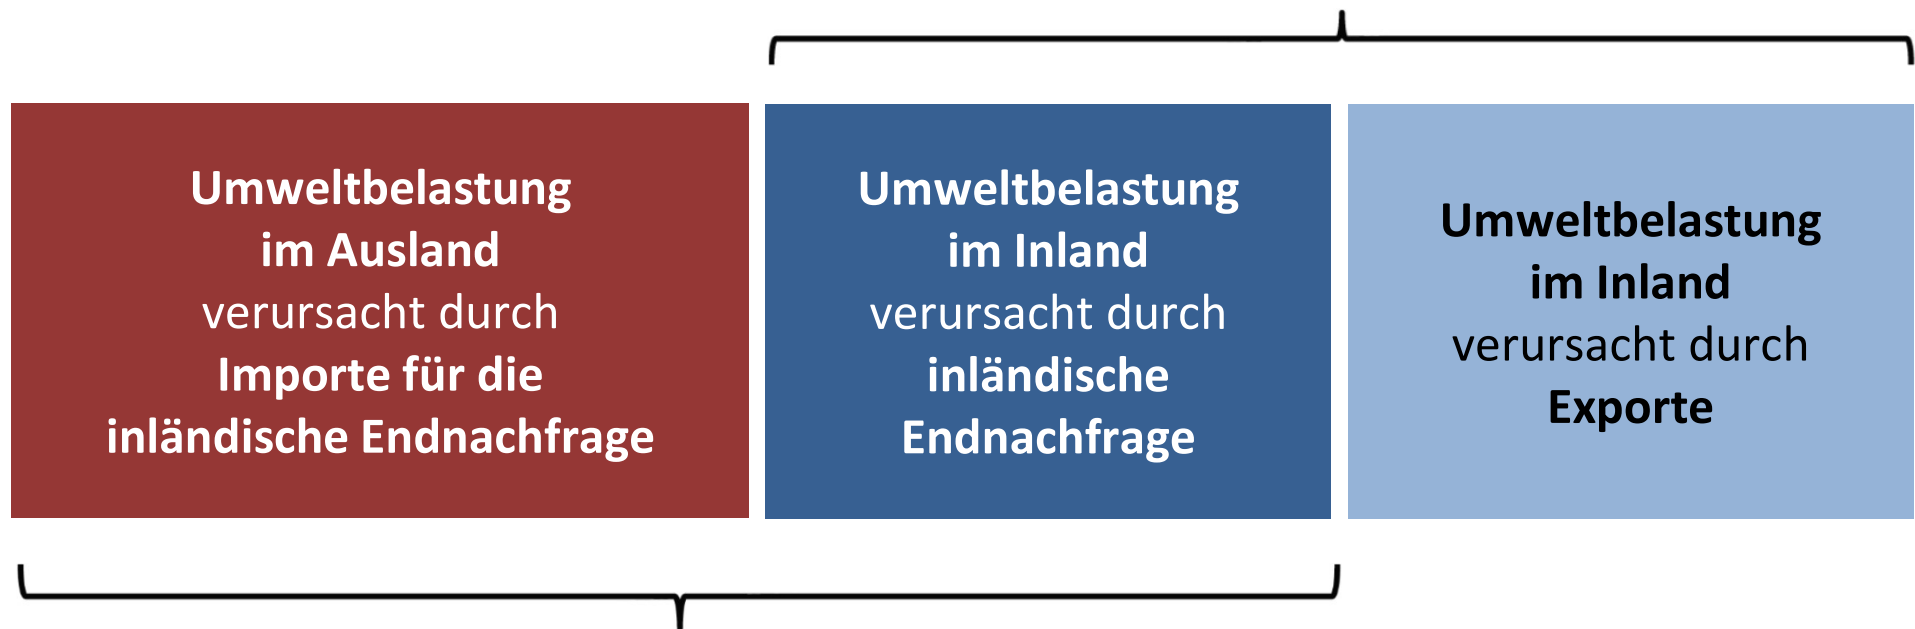 Umweltbelastung
im Ausland
verursacht durch
Importe für die
inländische Endnachfrage
Umweltbelastung
im Inland
verursacht durch
inländische
Endnachfrage
Umweltbelastung
im Inland
verursacht durch
Exporte